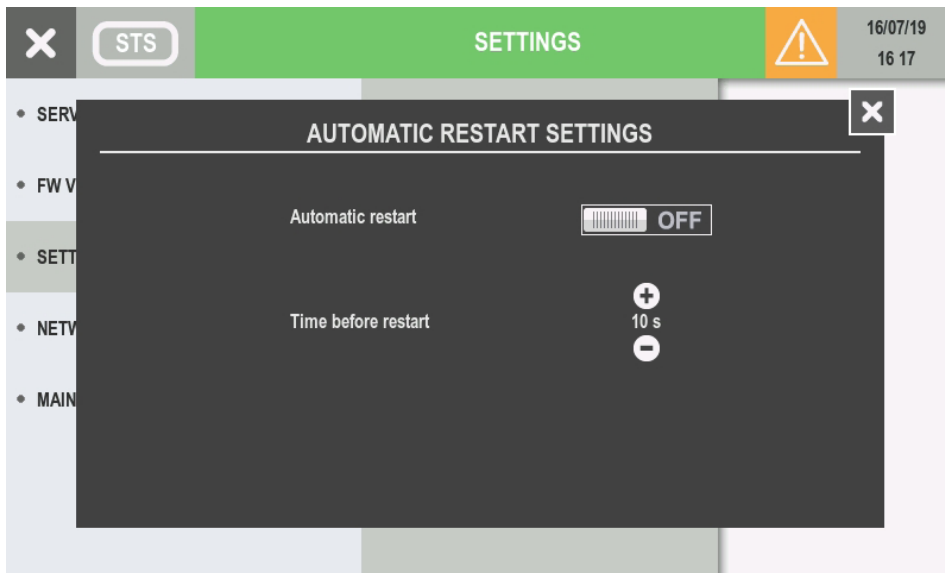 STS
SETTINGS
16/07/19
16 17
SERV
AUTOMATIC RESTART SETTINGS
FW V
Automatic restart
OFF
SETT
Time before restart
10 s
NETW
MAIN